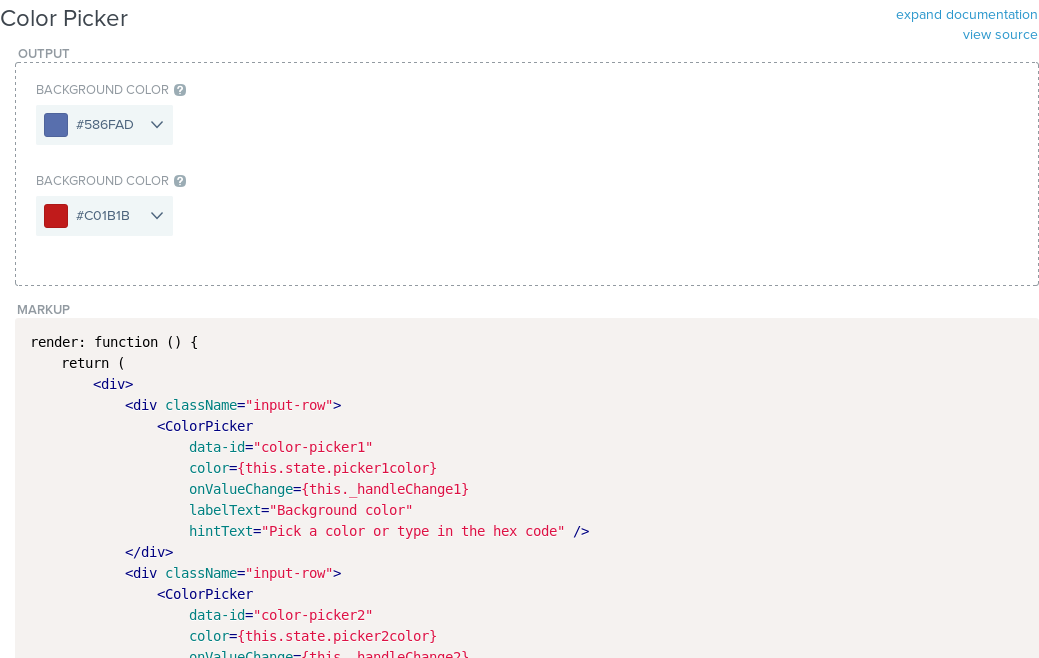 Color Picker
expand documentation
view source
OUTPUT
BACKGROUND COLOR ?
#586FAD
BACKGROUND COLOR ?
#C01B1B
MARKUP
render: function () {
return (
<div>
<div className="input-row">
<ColorPicker
data-id="color-picker1"
color={this.state.picker1color}
onValueChange={this._handleChange1}
labelText="Background color"
hintText="Pick a color or type in the hex code" />
</div>
<div className="input-row">
<ColorPicker
data-id="color-picker2"
color={this.state.picker2color}
onValueChange={this._handleChange2}